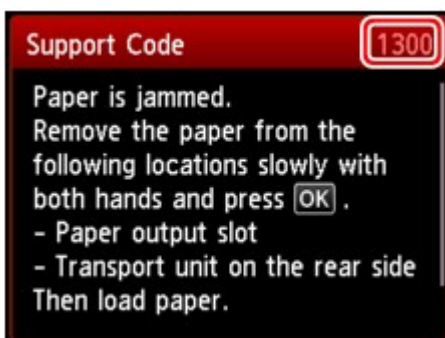 Support Code 1300
Paper is jammed.
Remove the paper from the
following locations slowly with
both hands and press OK .
– Paper output slot
– Transport unit on the rear side
Then load paper.